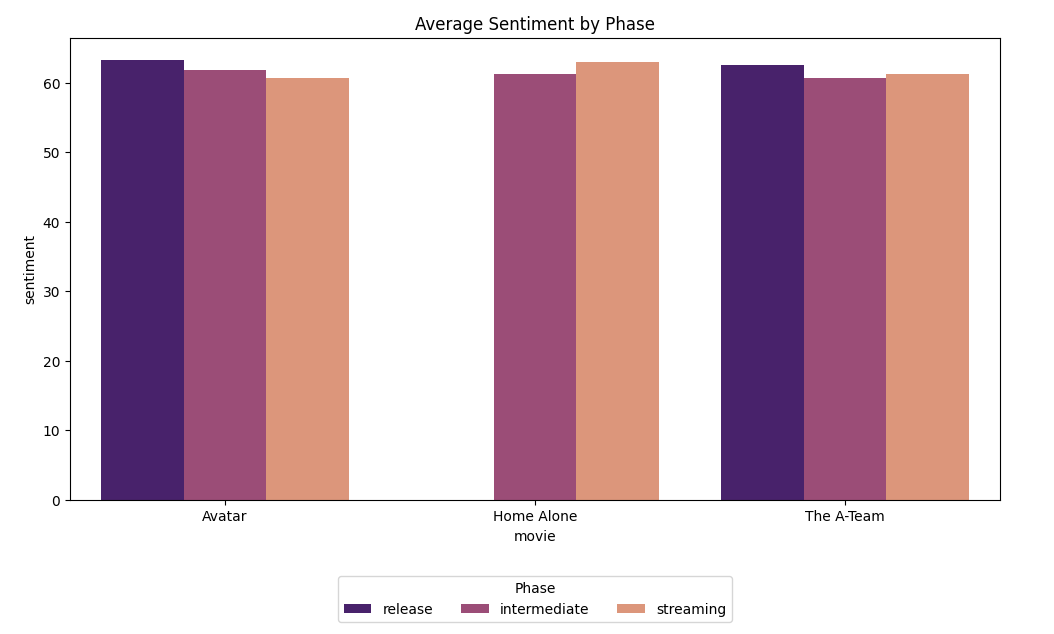 Average Sentiment by Phase
sentiment
60
50
40
30
20
10
0
Avatar
Home Alone
The A-Team
movie
Phase
release
intermediate
streaming